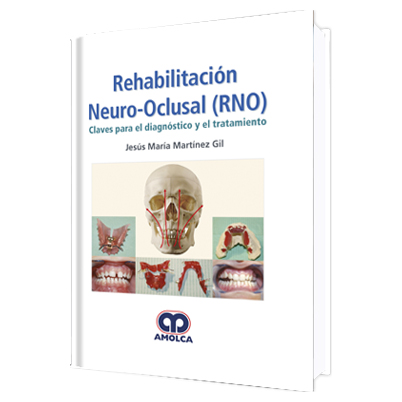 Rehabilitación
Neuro-Oclusal (RNO)
Claves para el diagnóstico y el tratamiento
Jesús María Martínez Gil
AMOLCA